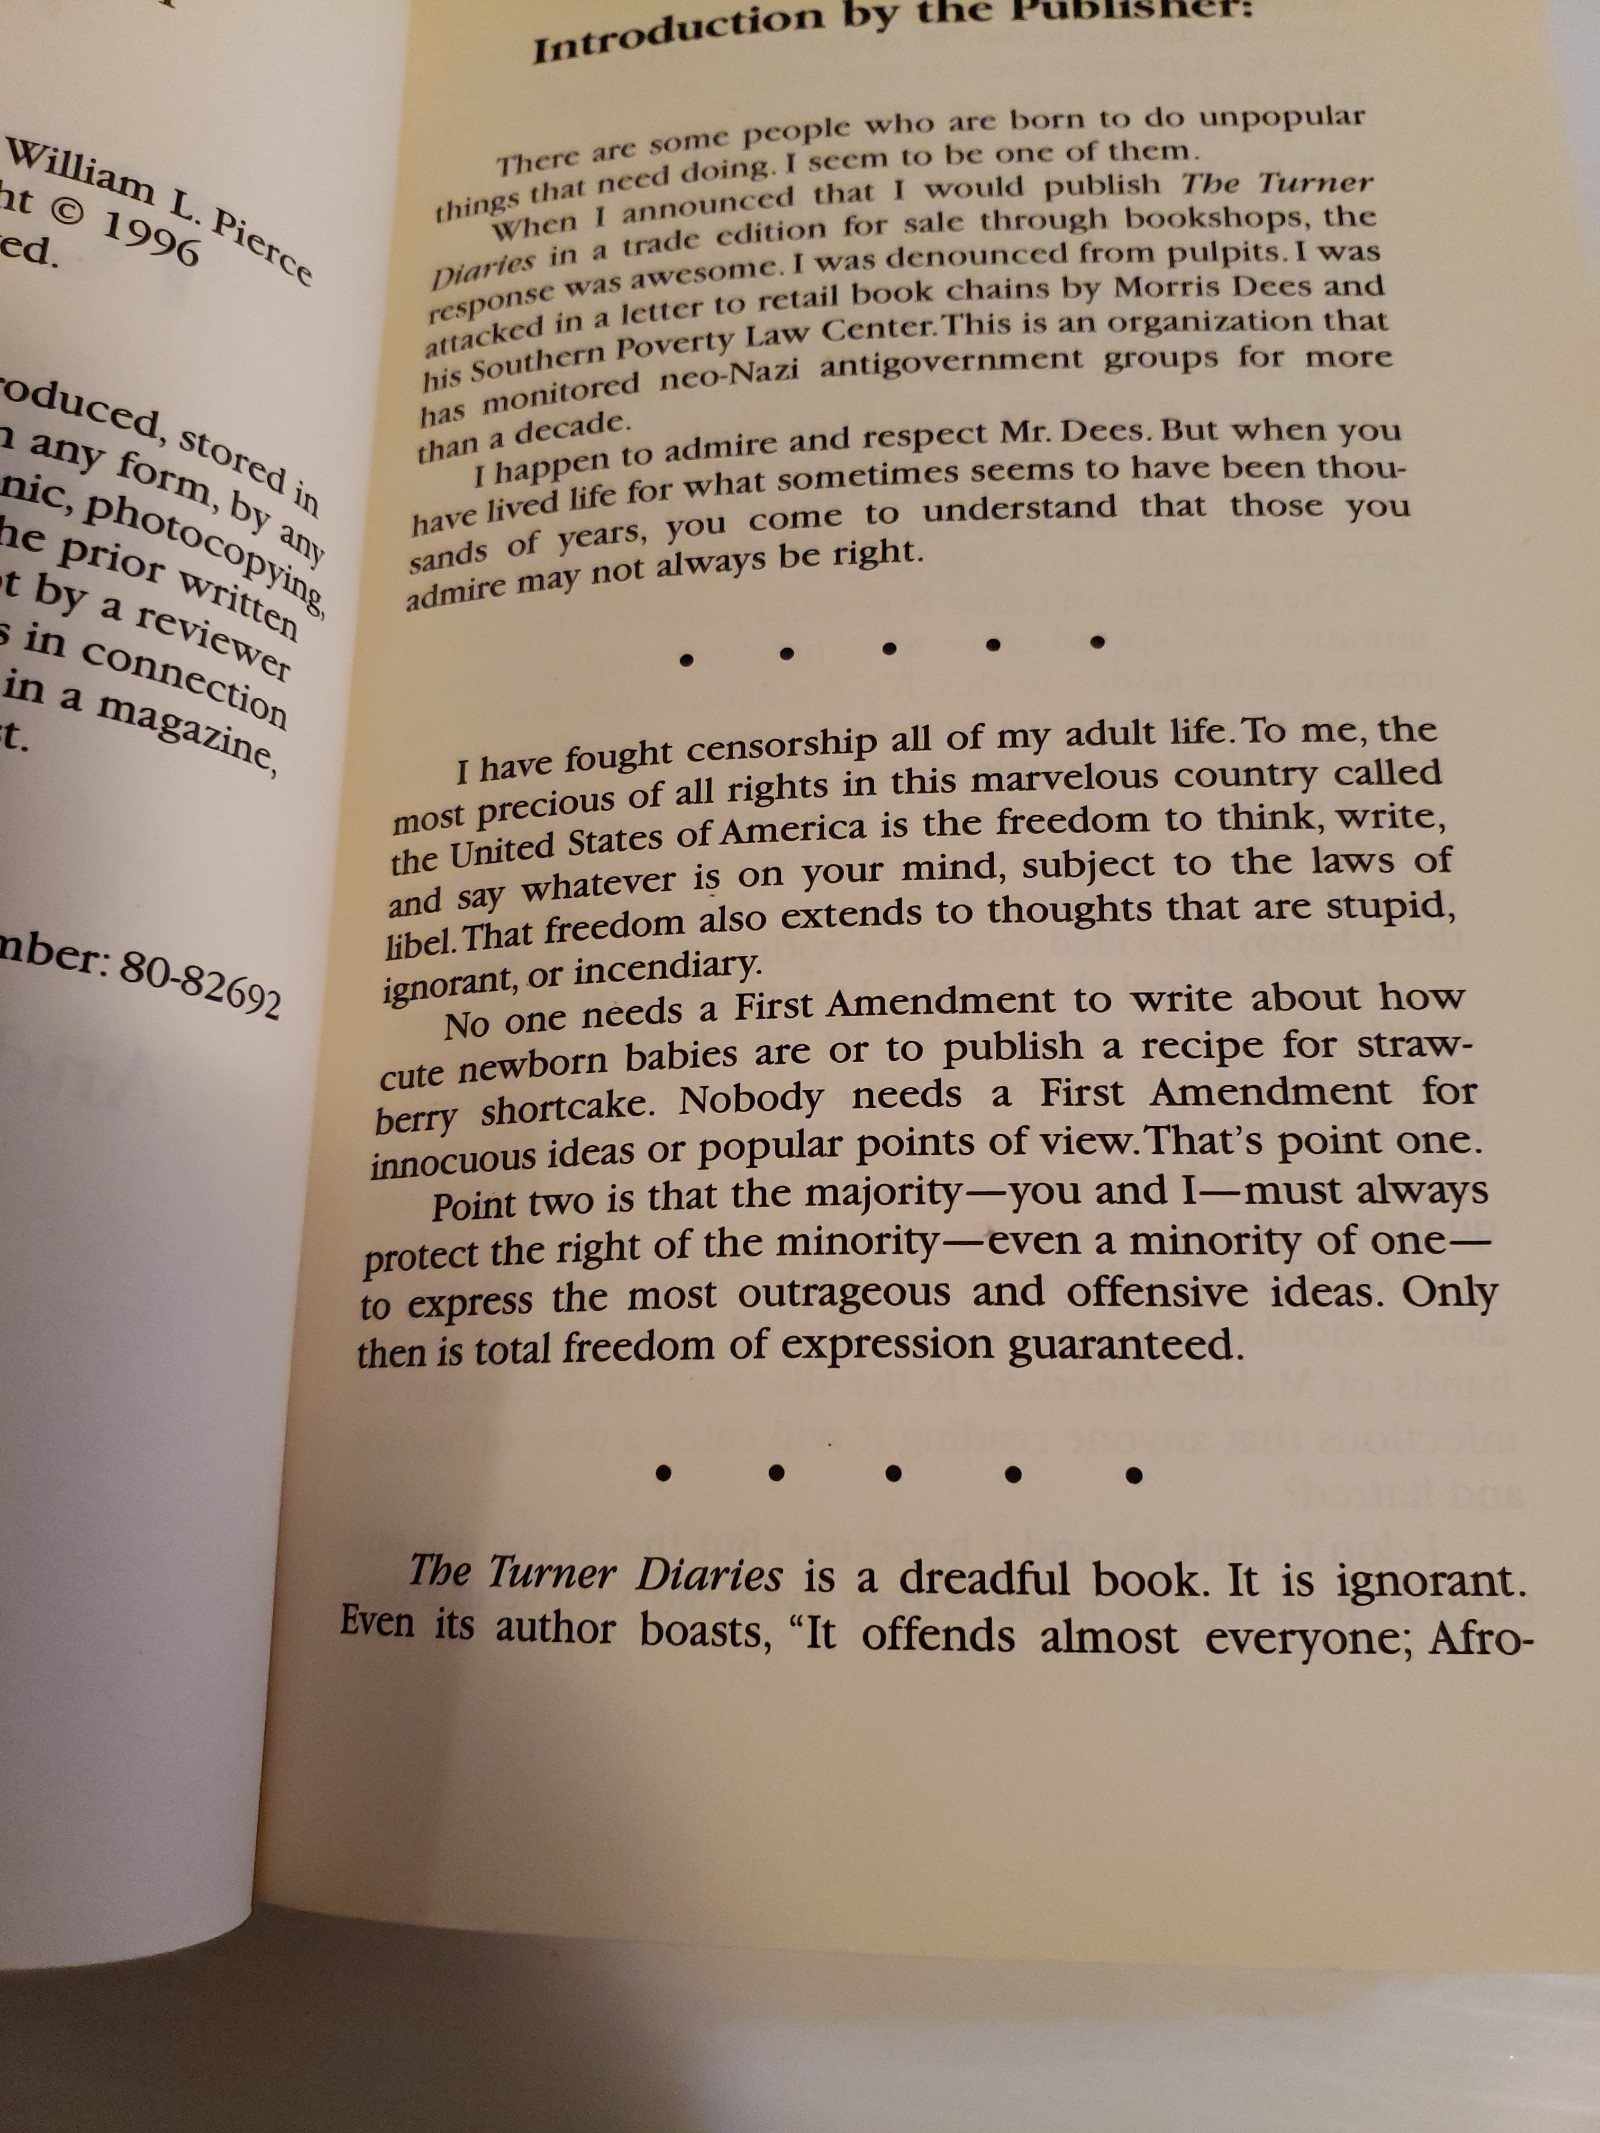 William L. Pierce
ht © 1996
ed.
roduced, stored in
n any form, by any
nic, photocopying,
he prior written
t by a reviewer
s in connection
in a magazine,
t.
mber: 80-82692
Introduction by the Publisher:
There are some people who are born to do unpopular
things that need doing. I seem to be one of them.
When I announced that I would publish The Turner
Diaries in a trade edition for sale through bookshops, the
response was awesome. I was denounced from pulpits. I was
attacked in a letter to retail book chains by Morris Dees and
his Southern Poverty Law Center. This is an organization that
has monitored neo-Nazi antigovernment groups for more
than a decade.
I happen to admire and respect Mr. Dees. But when you
have lived life for what sometimes seems to have been thou-
sands of years, you come to understand that those you
admire may not always be right.
• • • • •
I have fought censorship all of my adult life. To me, the
most precious of all rights in this marvelous country called
the United States of America is the freedom to think, write,
and say whatever is on your mind, subject to the laws of
libel. That freedom also extends to thoughts that are stupid,
ignorant, or incendiary.
No one needs a First Amendment to write about how
cute newborn babies are or to publish a recipe for straw-
berry shortcake. Nobody needs a First Amendment for
innocuous ideas or popular points of view. That's point one.
Point two is that the majority—you and I—must always
protect the right of the minority—even a minority of one—
to express the most outrageous and offensive ideas. Only
then is total freedom of expression guaranteed.
• • • • •
The Turner Diaries is a dreadful book. It is ignorant.
Even its author boasts, “It offends almost everyone; Afro-